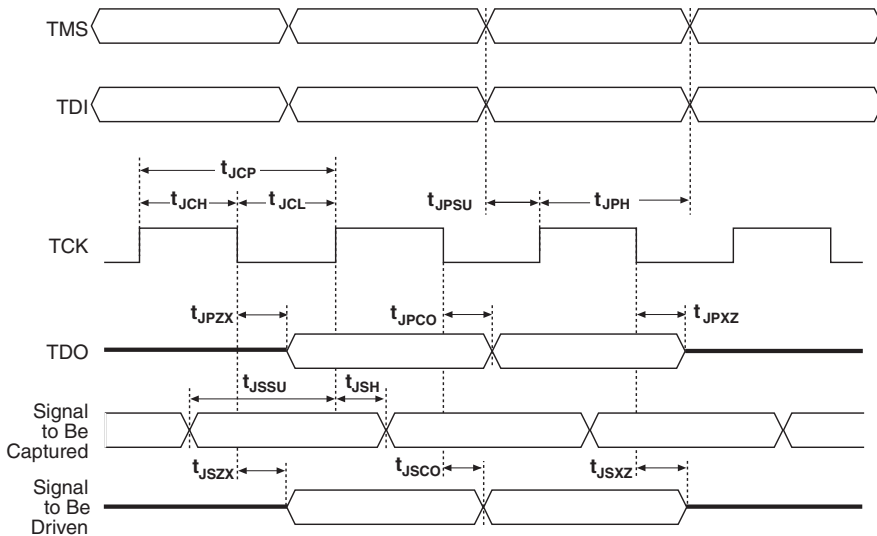 TMS
TDI
tJCP
tJCH
tJCL
tJPSU
tJPH
TCK
tJPZX
tJPCO
tJPXZ
TDO
tJSSU
tJSH
Signal
to Be
Captured
tJSZX
tJSCO
tJSXZ
Signal
to Be
Driven